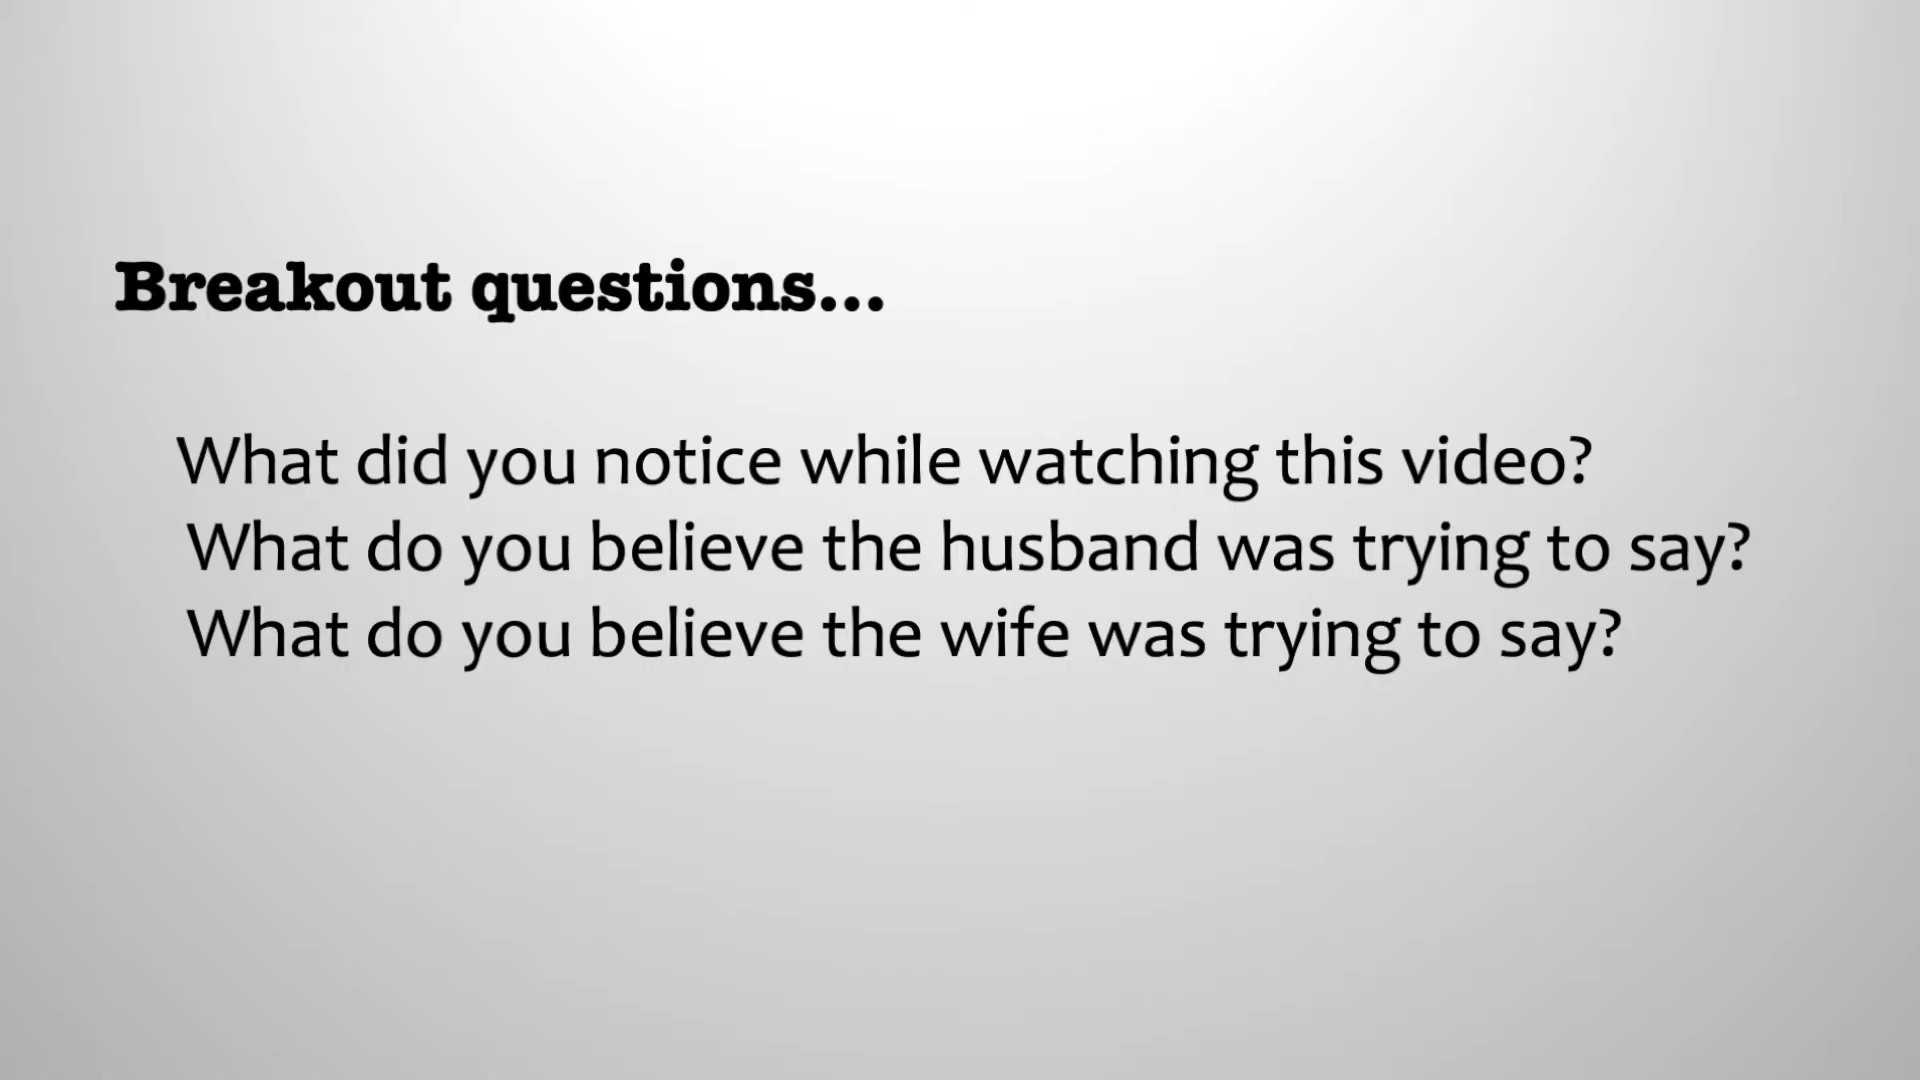 Breakout questions...
What did you notice while watching this video?
What do you believe the husband was trying to say?
What do you believe the wife was trying to say?